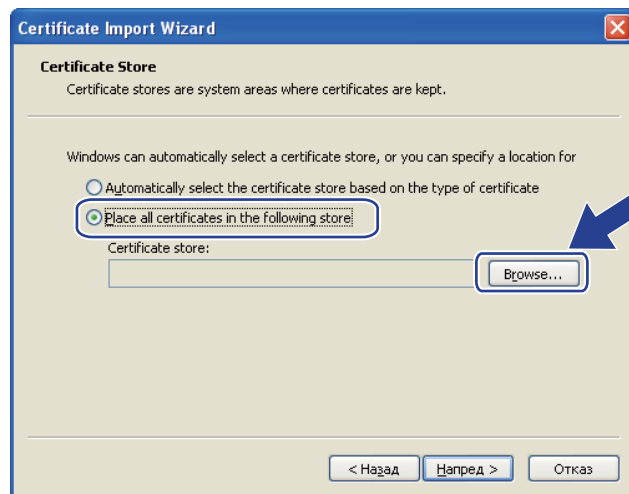 Certificate Import Wizard
Certificate Store
Certificate stores are system areas where certificates are kept.
Windows can automatically select a certificate store, or you can specify a location for
Automatically select the certificate store based on the type of certificate
Place all certificates in the following store
Certificate store:
Browse...
< Назад
Напред >
Отказ